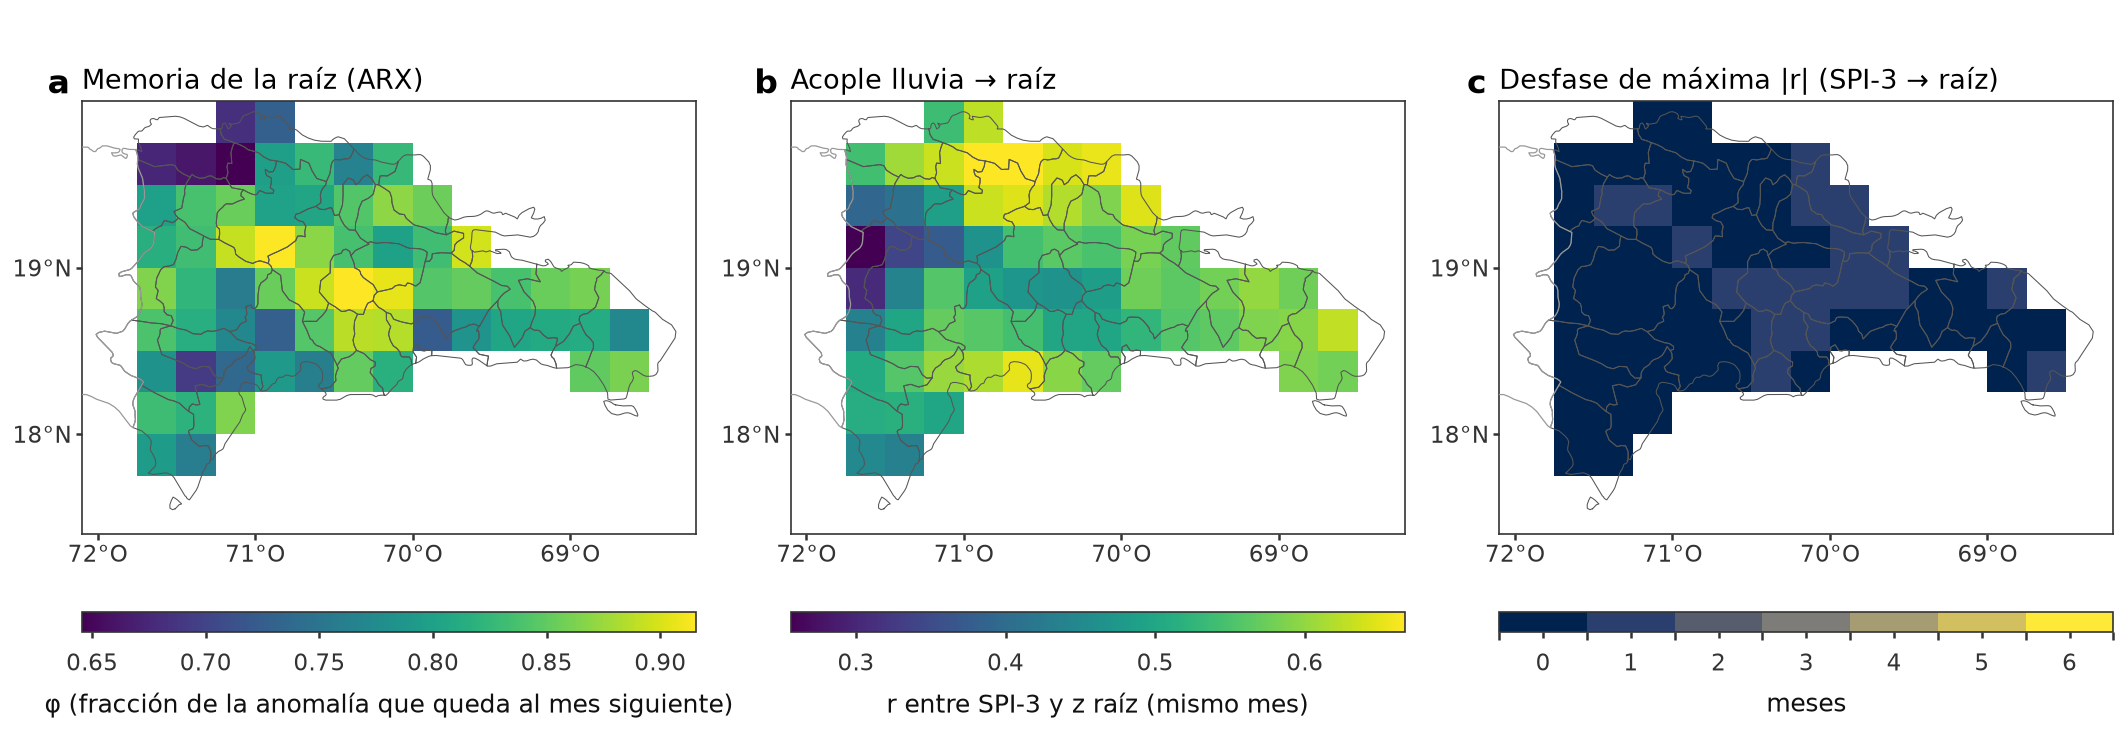 a Memoria de la raíz (ARX)
b Acople lluvia → raíz
c Desfase de máxima |r| (SPI-3 → raíz)
19°N
18°N
72°O 71°O 70°O 69°O
19°N
18°N
72°O 71°O 70°O 69°O
19°N
18°N
72°O 71°O 70°O 69°O
0.65 0.70 0.75 0.80 0.85 0.90
φ (fracción de la anomalía que queda al mes siguiente)
0.3 0.4 0.5 0.6
r entre SPI-3 y z raíz (mismo mes)
0 1 2 3 4 5 6
meses